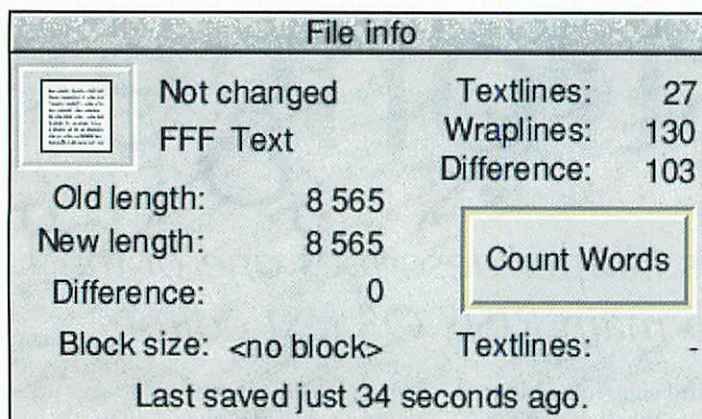 File info
Not changed
FFF Text
Textlines: 27
Wraplines: 130
Difference: 103
Old length: 8 565
New length: 8 565
Difference: 0
Count Words
Block size: <no block>
Textlines: -
Last saved just 34 seconds ago.